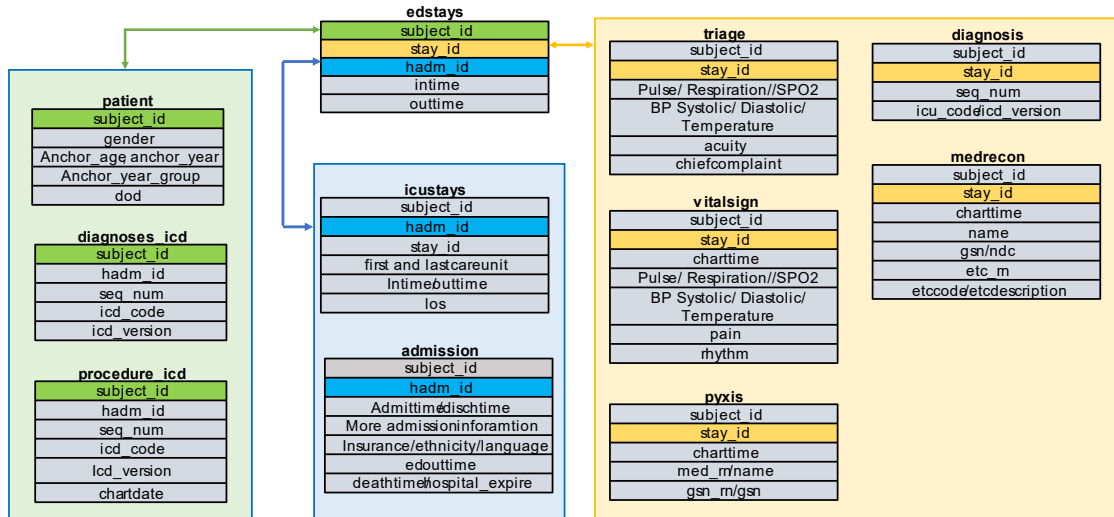 edstays
subject_id
stay_id
hadm_id
intime
outtime
patient
subject_id
gender
Anchor_age, anchor_year
Anchor_year_group
dod
diagnoses_icd
subject_id
hadm_id
seq_num
icd_code
icd_version
procedure_icd
subject_id
hadm_id
seq_num
icd_code
Icd_version
chartdate
icustays
subject_id
hadm_id
stay_id
first and lastcareunit
Intime/outtime
los
admission
subject_id
hadm_id
Admittime/dischtime
More admissioninforamtion
Insurance/ethnicity/language
edouttime
deathtime/hospital_expire
triage
subject_id
stay_id
Pulse/ Respiration//SPO2
BP Systolic/ Diastolic/
Temperature
acuity
chiefcomplaint
vitalsign
subject_id
stay_id
charttime
Pulse/ Respiration//SPO2
BP Systolic/ Diastolic/
Temperature
pain
rhythm
pyxis
subject_id
stay_id
charttime
med_rn/name
gsn_rn/gsn
diagnosis
subject_id
stay_id
seq_num
icu_code/icd_version
medrecon
subject_id
stay_id
charttime
name
gsn/ndc
etc_rn
etccode/etcdescription